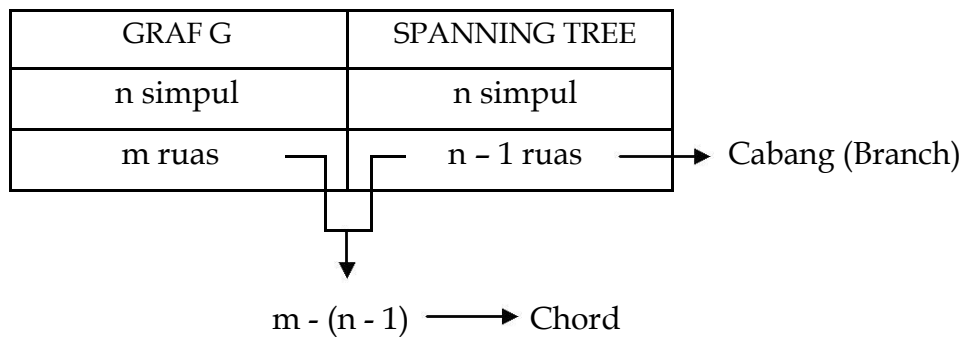 GRAF G SPANNING TREE
n simpul n simpul
m ruas n – 1 ruas Cabang (Branch)
m - (n - 1) Chord